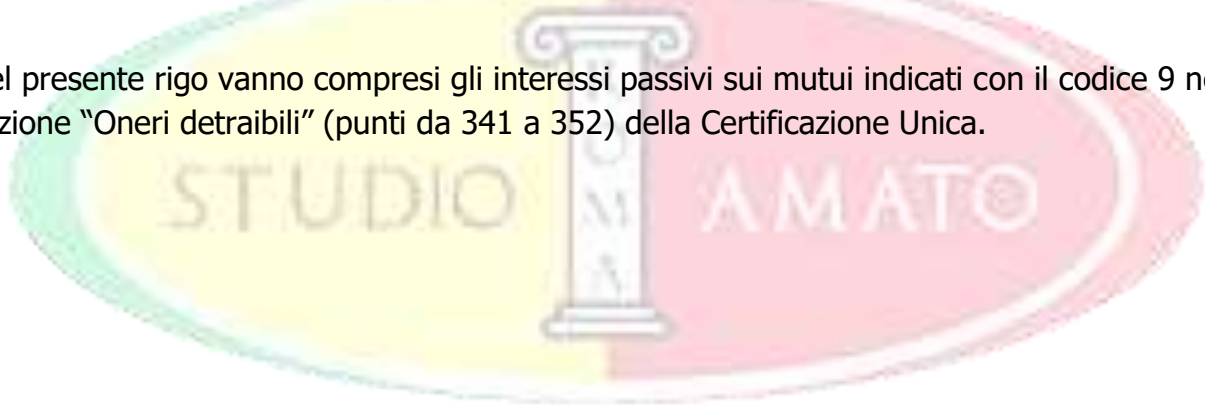 el presente rigo vanno compresi gli interessi passivi sui mutui indicati con il codice 9 n
zione “Oneri detraibili” (punti da 341 a 352) della Certificazione Unica.
STUDIO ROMA AMATO